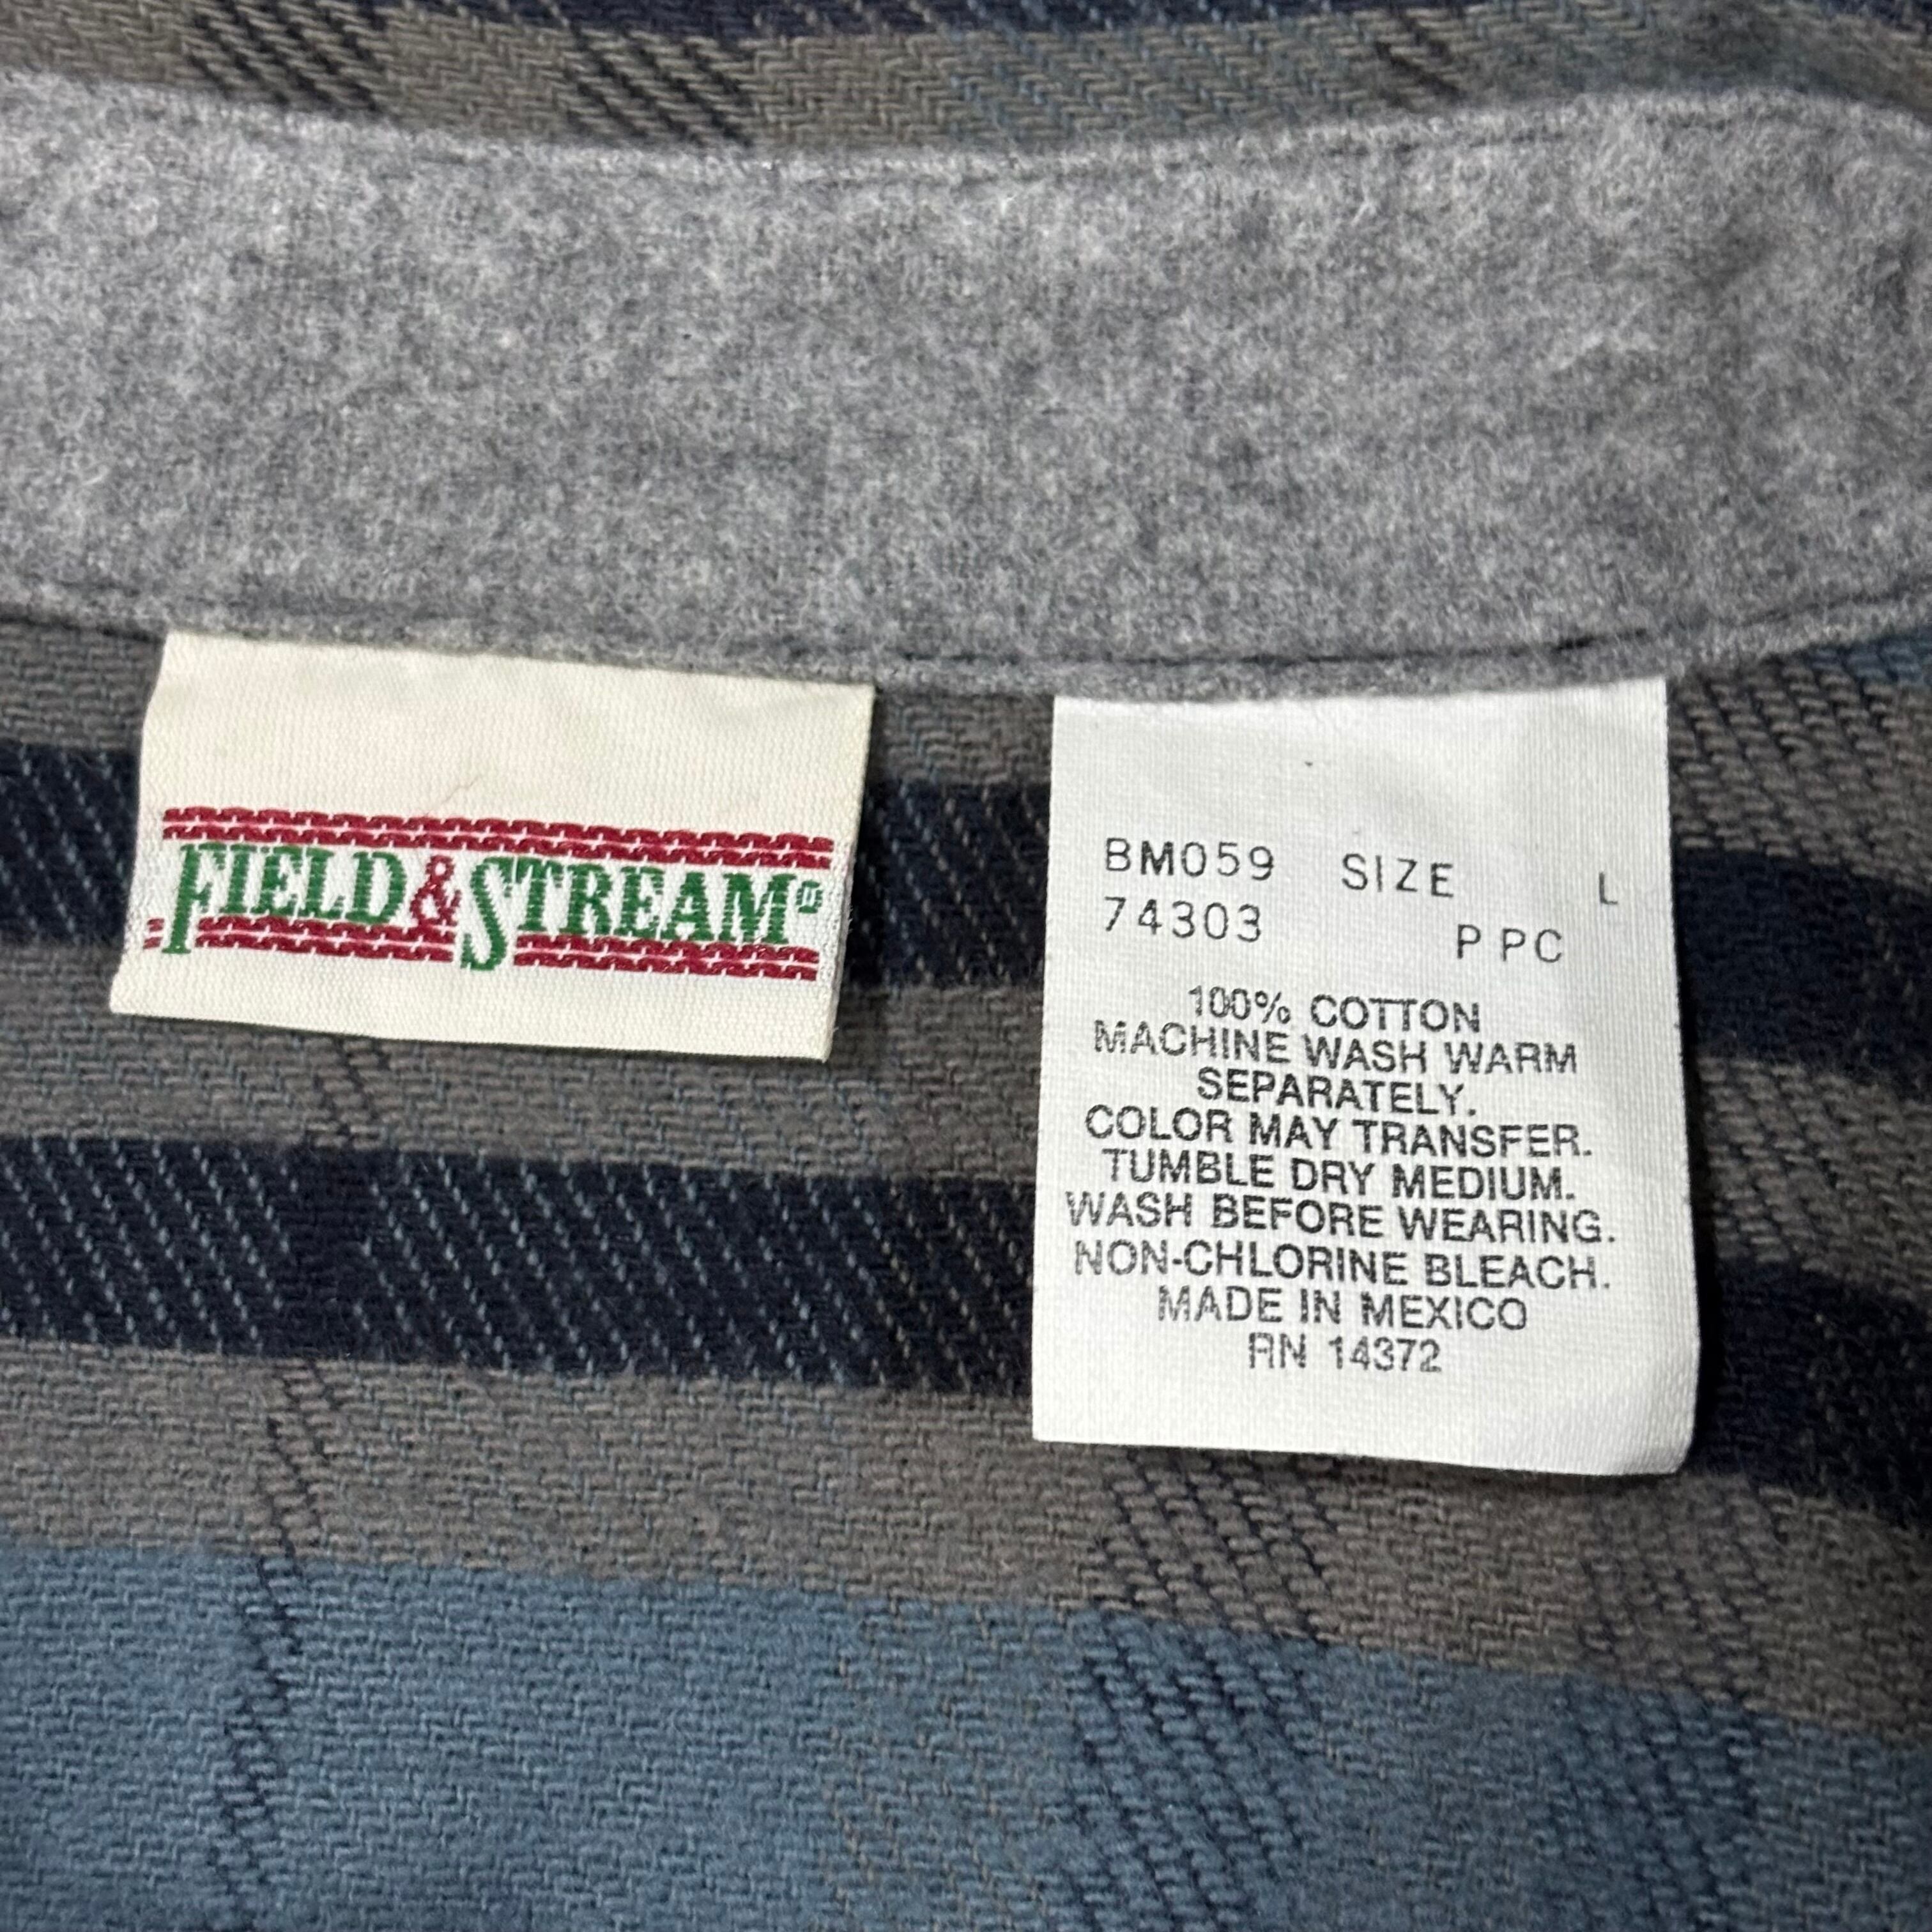 FIELD&STREAM®
BM059 SIZE L
74303 P PC
100% COTTON
MACHINE WASH WARM
SEPARATELY.
COLOR MAY TRANSFER.
TUMBLE DRY MEDIUM.
WASH BEFORE WEARING.
NON-CHLORINE BLEACH.
MADE IN MEXICO
RN 14372